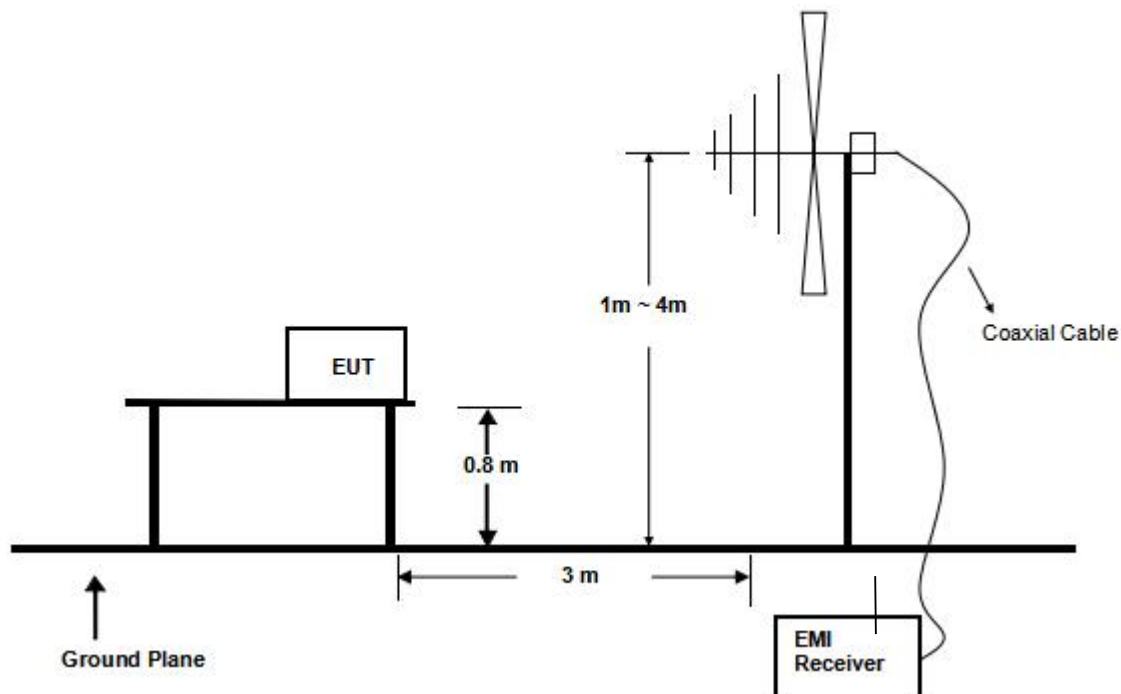 1m ~ 4m
Coaxial Cable
EUT
0.8 m
3 m
Ground Plane
EMI
Receiver